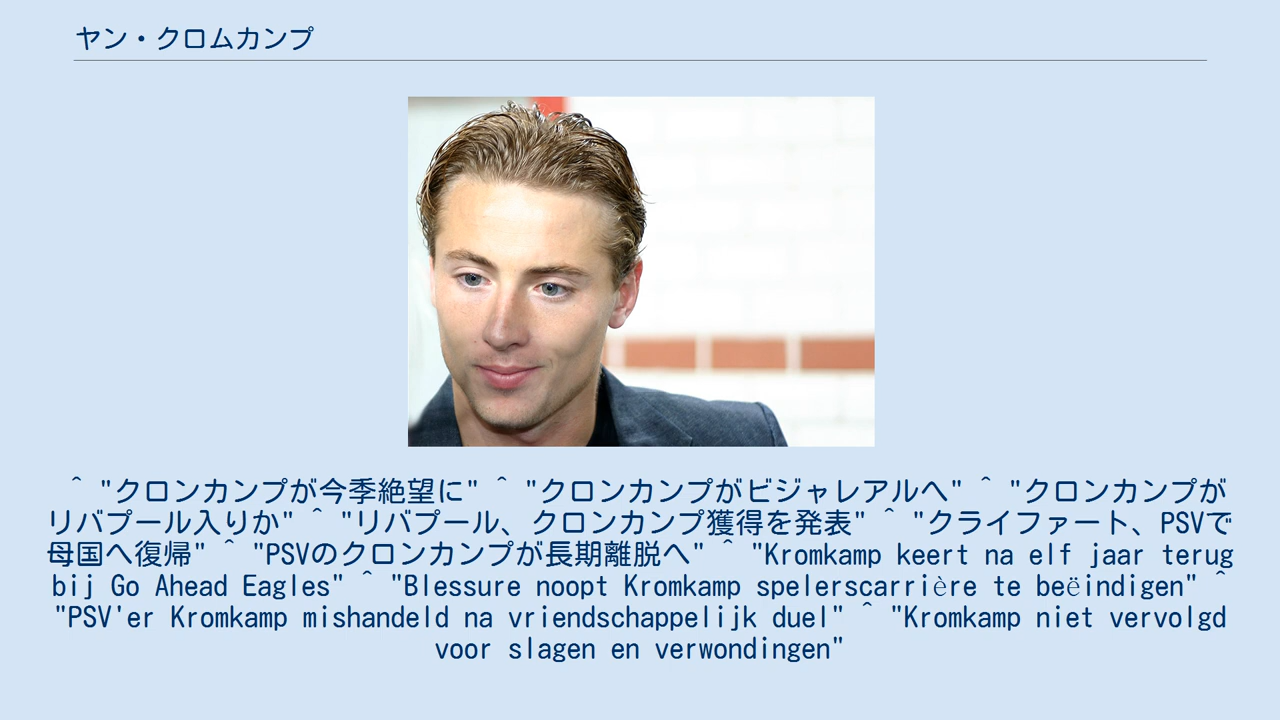 ヤン・クロムカンプ
^ "クロンカンプが今季絶望に" ^ "クロンカンプがビジャレアルへ" ^ "クロンカンプが
リバプール入りか" ^ "リバプール、クロンカンプ獲得を発表" ^ "クライファート、PSVで
母国へ復帰" ^ "PSVのクロンカンプが長期離脱へ" ^ "Kromkamp keert na elf jaar terug
bij Go Ahead Eagles" ^ "Blessure noopt Kromkamp spelerscarrière te beëindigen" ^
"PSV'er Kromkamp mishandeld na vriendschappelijk duel" ^ "Kromkamp niet vervolgd
voor slagen en verwondingen"